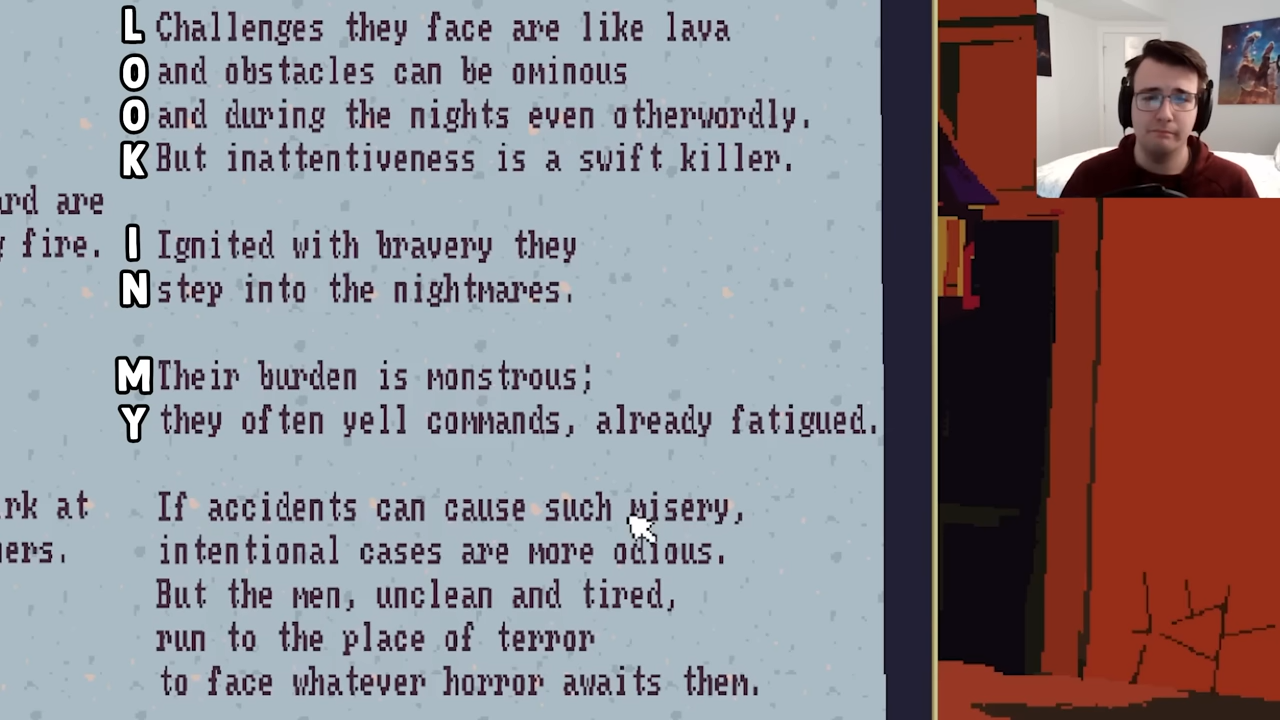 L Challenges they face are like lava
O and obstacles can be ominous
O and during the nights even otherwordly.
K But inattentiveness is a swift killer.
ard are
I Ignited with bravery they
fire.
N step into the nightmares.
M Their burden is monstrous;
Y they often yell commands, already fatigued.
If accidents can cause such misery,
rk at
intentional cases are more odious.
ers.
But the men, unclean and tired,
run to the place of terror
to face whatever horror awaits them.